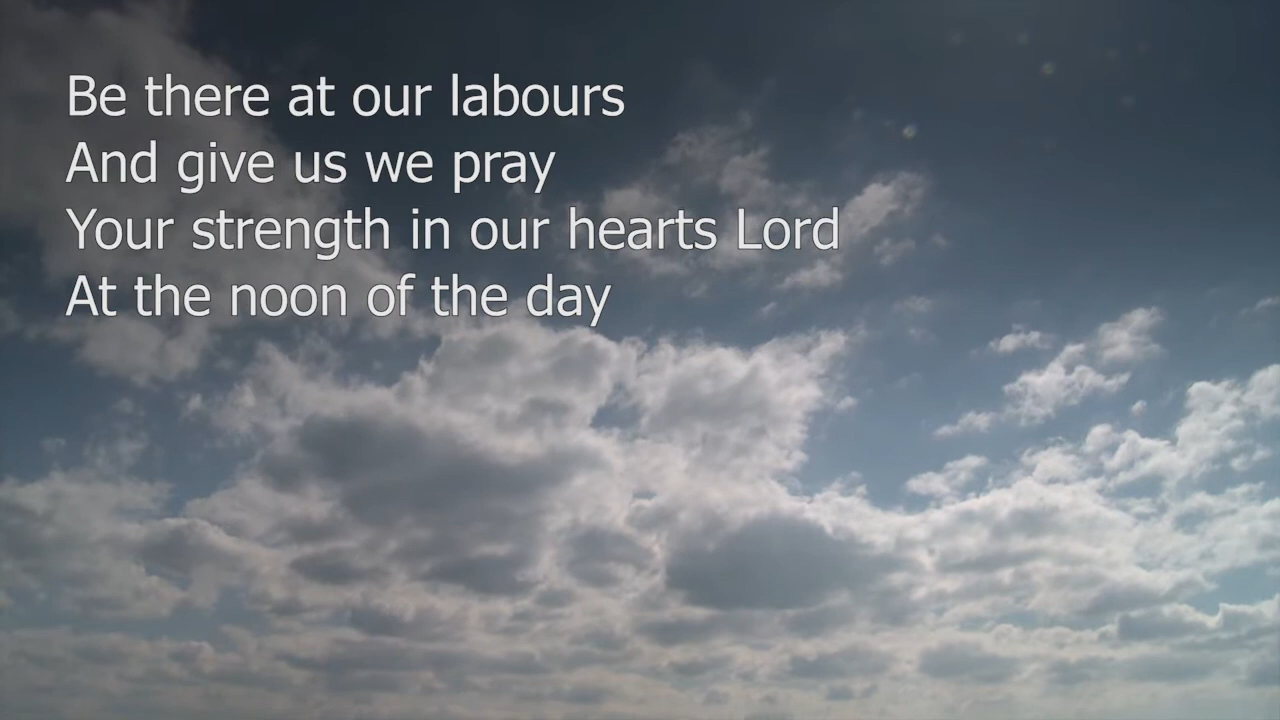 Be there at our labours
And give us we pray
Your strength in our hearts Lord
At the noon of the day